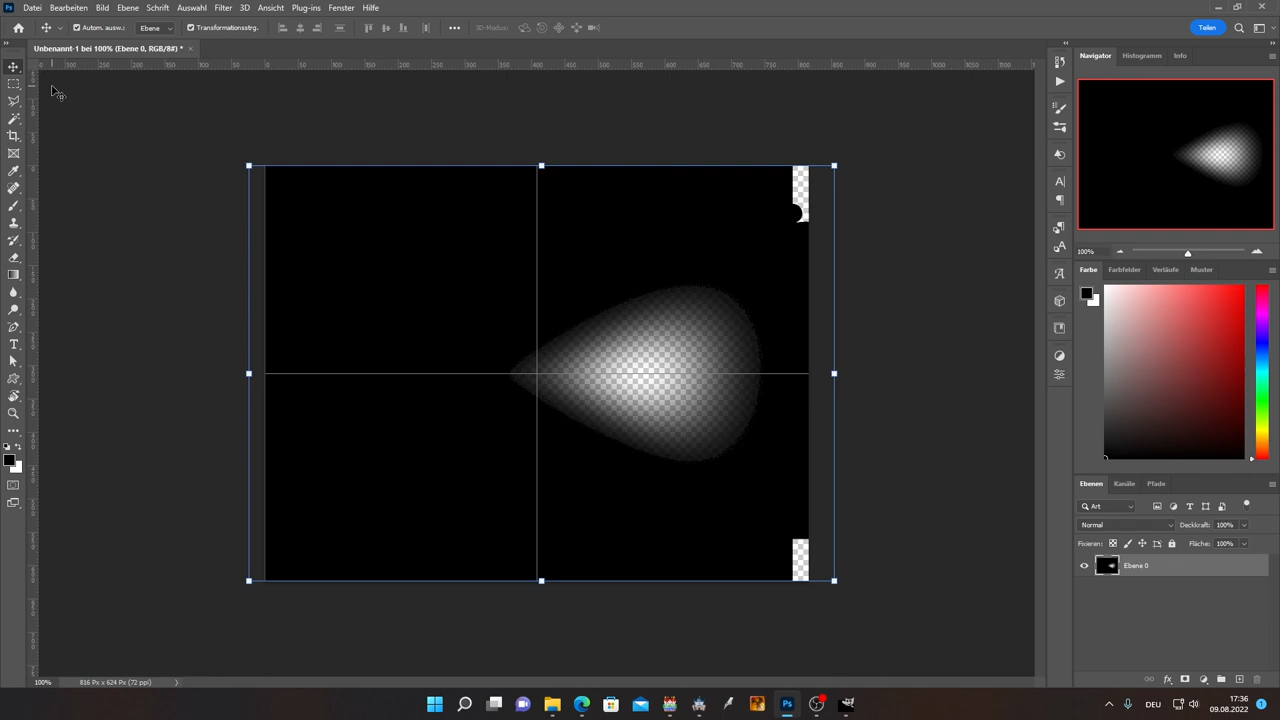 Ps Datei Bearbeiten Bild Ebene Schrift Auswahl Filter 3D Ansicht Plug-ins Fenster Hilfe
Autom. ausw.: Ebene Transformationsstrg. 3D-Modus: Teilen
Unbenannt-1 bei 100% (Ebene 0, RGB/8#) *
Navigator Histogramm Info
100%
Farbe Farbfelder Verläufe Muster
Ebenen Kanäle Pfade
Art
Normal Deckkraft: 100%
Fixieren: Fläche: 100%
Ebene 0
100% 816 Px x 624 Px (72 ppi)
DEU 17:36
09.08.2022